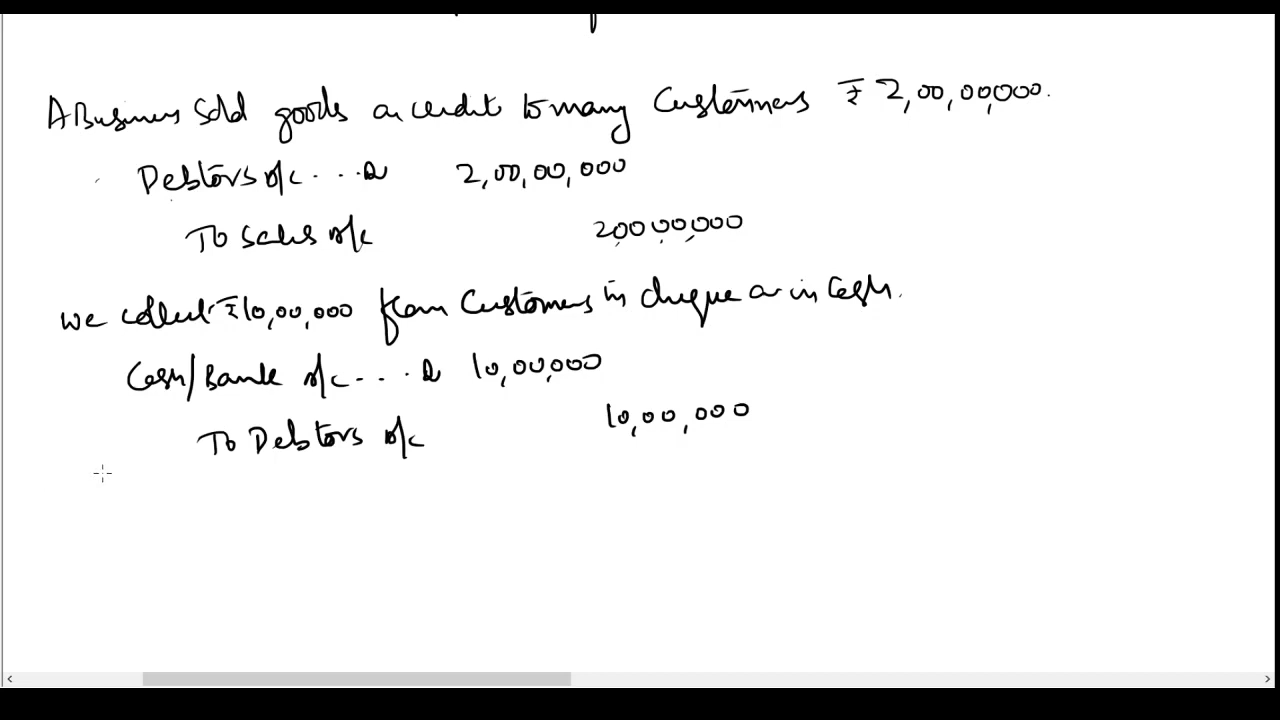 A Business Sold goods on credit to many Customers ₹ 2,00,00,000.
Debtors a/c ... Dr 2,00,00,000
To Sales a/c 2,00,00,000
We collect ₹10,00,000 from Customers in cheque or in Cash.
Cash/Bank a/c ... Dr 10,00,000
To Debtors a/c 10,00,000